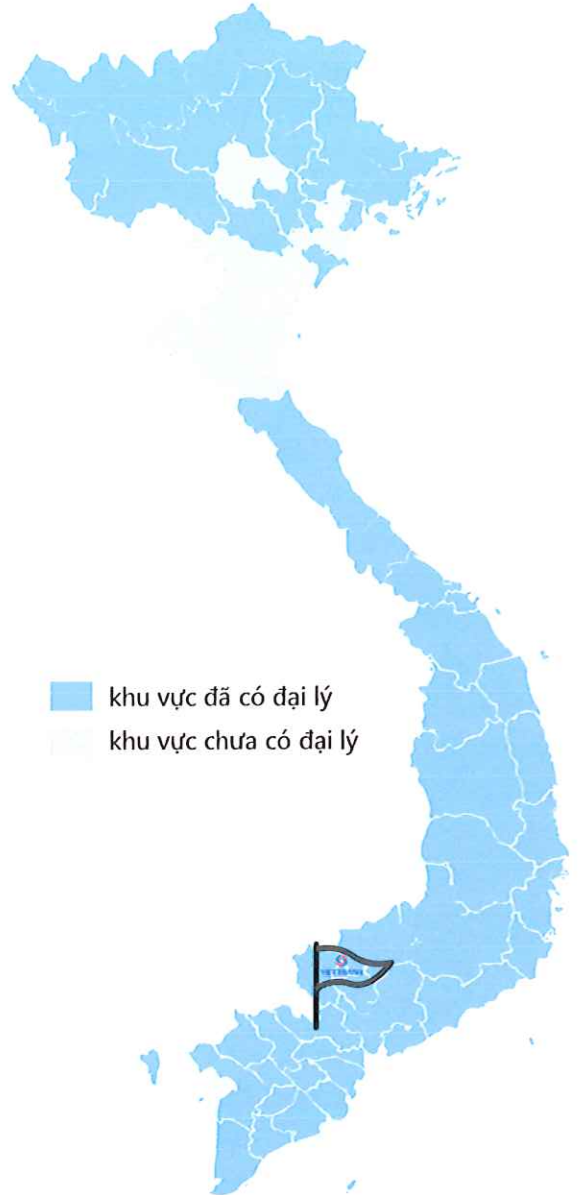 khu vực đã có đại lý
khu vực chưa có đại lý